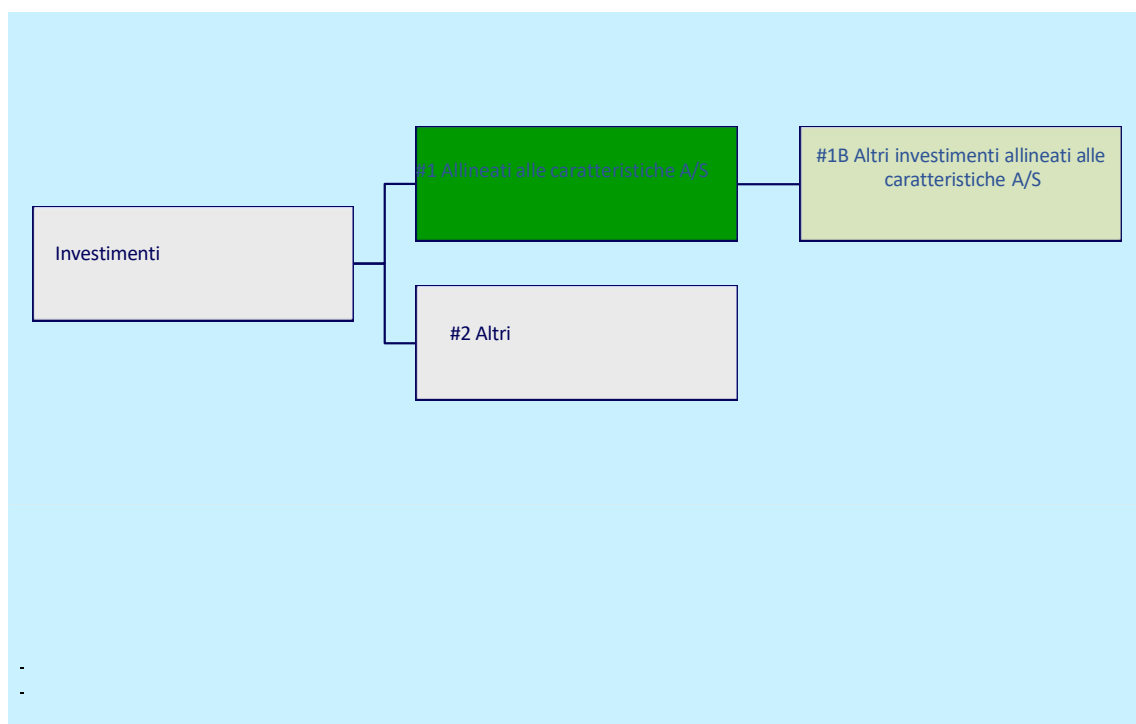 #1 Allineati alle caratteristiche A/S
#1B Altri investimenti allineati alle
caratteristiche A/S
Investimenti
#2 Altri
-
-